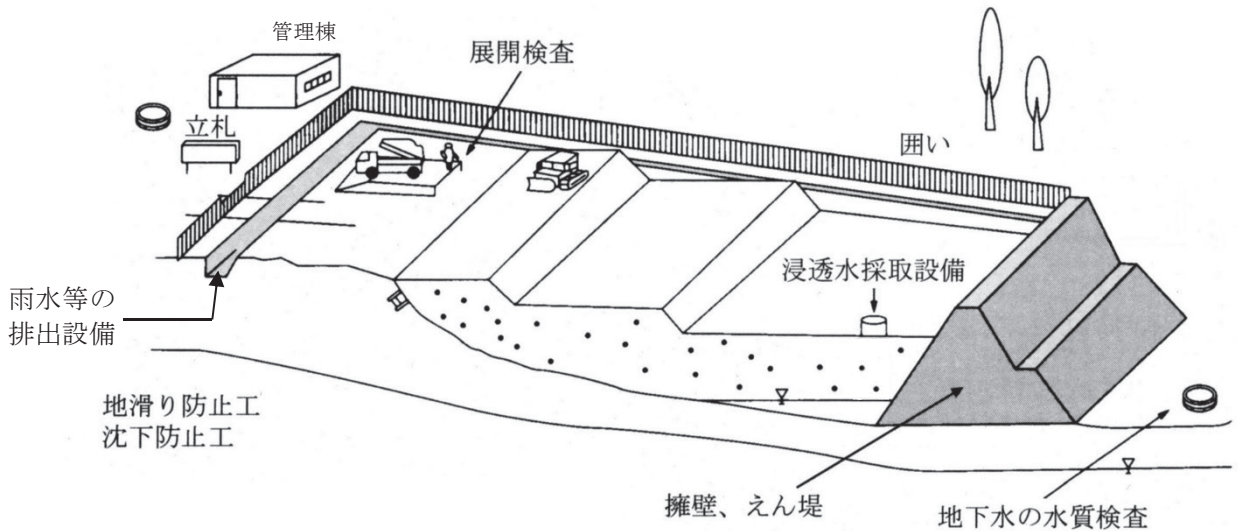 管理棟
展開検査
立札
囲い
浸透水採取設備
雨水等の
排出設備
地滑り防止工
沈下防止工
擁壁、えん堤
地下水の水質検査